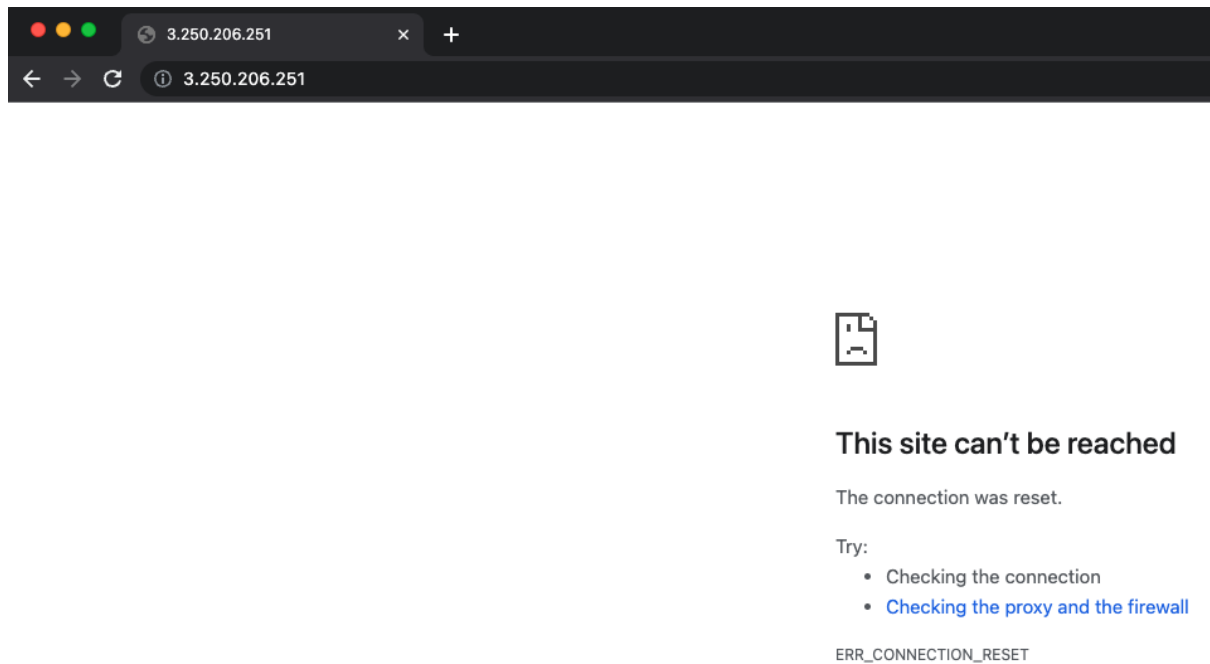 3.250.206.251
3.250.206.251
This site can’t be reached
The connection was reset.
Try:
• Checking the connection
• Checking the proxy and the firewall
ERR_CONNECTION_RESET